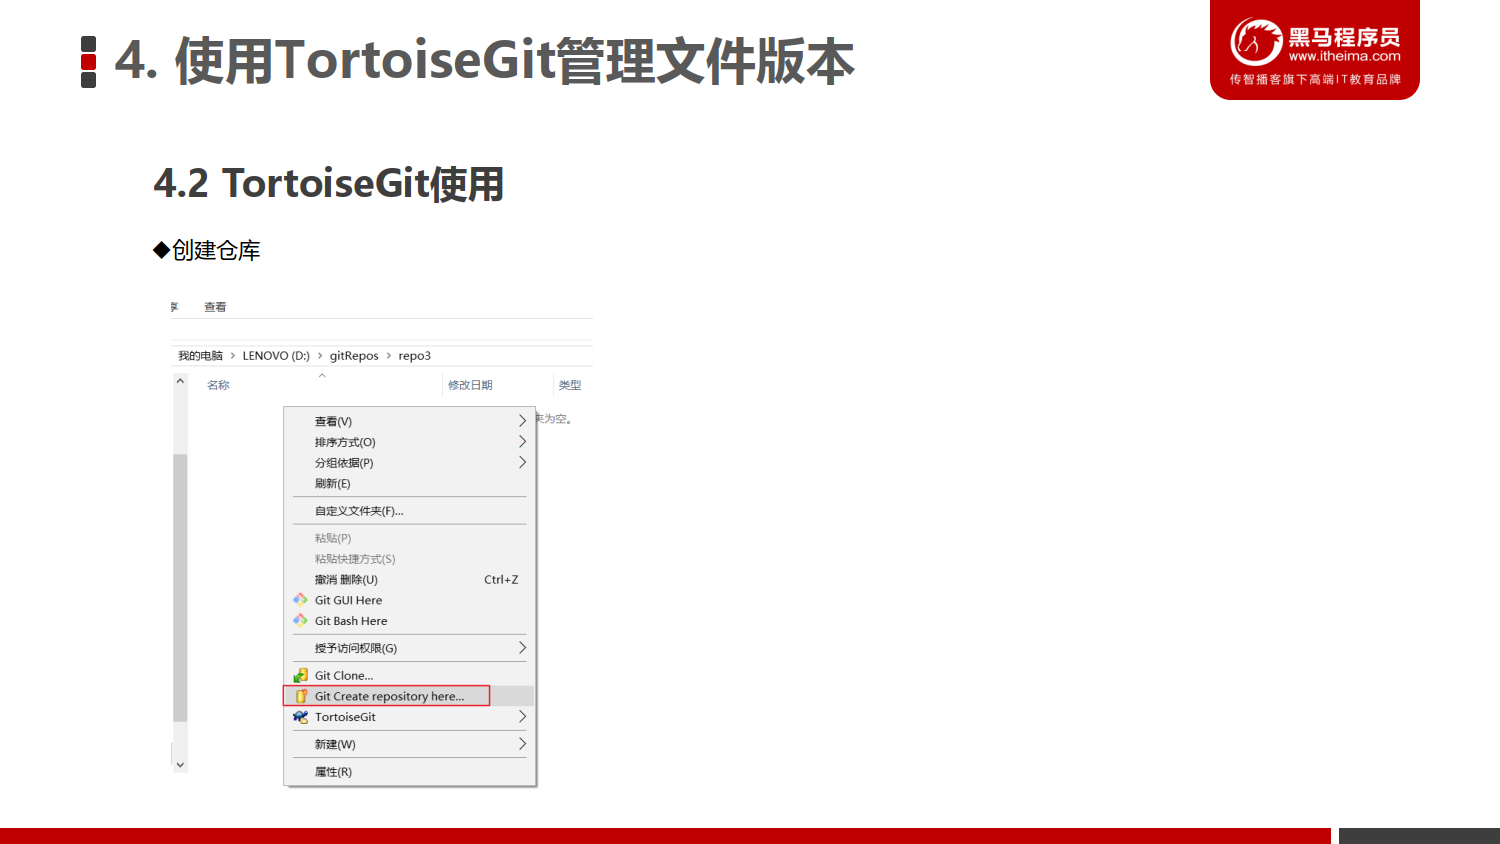 4. 使用TortoiseGit管理文件版本
黑马程序员
www.itheima.com
传智播客旗下高端IT教育品牌
4.2 TortoiseGit使用
◆创建仓库
查看
我的电脑 > LENOVO (D:) > gitRepos > repo3
名称 修改日期 类型
夹为空。
查看(V)
排序方式(O)
分组依据(P)
刷新(E)
自定义文件夹(F)...
粘贴(P)
粘贴快捷方式(S)
撤消 删除(U) Ctrl+Z
Git GUI Here
Git Bash Here
授予访问权限(G)
Git Clone...
Git Create repository here...
TortoiseGit
新建(W)
属性(R)